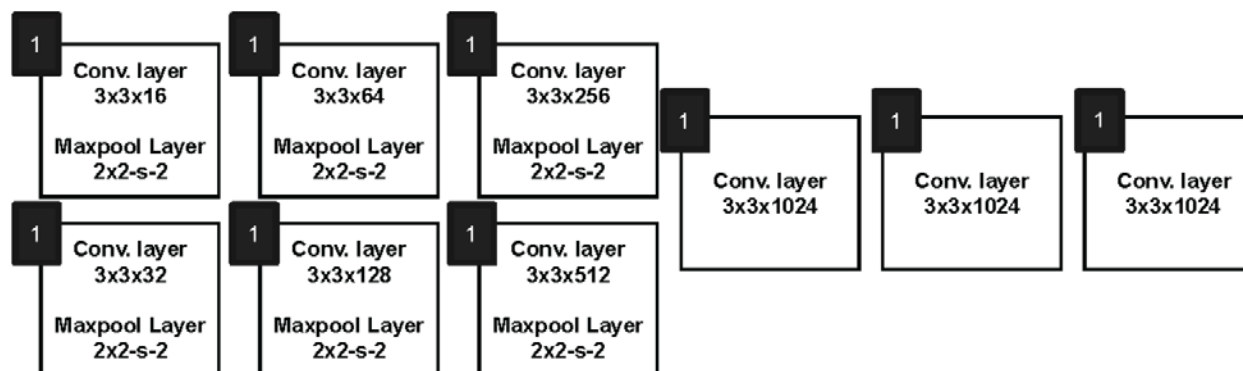 1
Conv. layer
3x3x16
Maxpool Layer
2x2-s-2
1
Conv. layer
3x3x64
Maxpool Layer
2x2-s-2
1
Conv. layer
3x3x256
Maxpool Layer
2x2-s-2
1
Conv. layer
3x3x1024
1
Conv. layer
3x3x1024
1
Conv. layer
3x3x1024
1
Conv. layer
3x3x32
Maxpool Layer
2x2-s-2
1
Conv. layer
3x3x128
Maxpool Layer
2x2-s-2
1
Conv. layer
3x3x512
Maxpool Layer
2x2-s-2